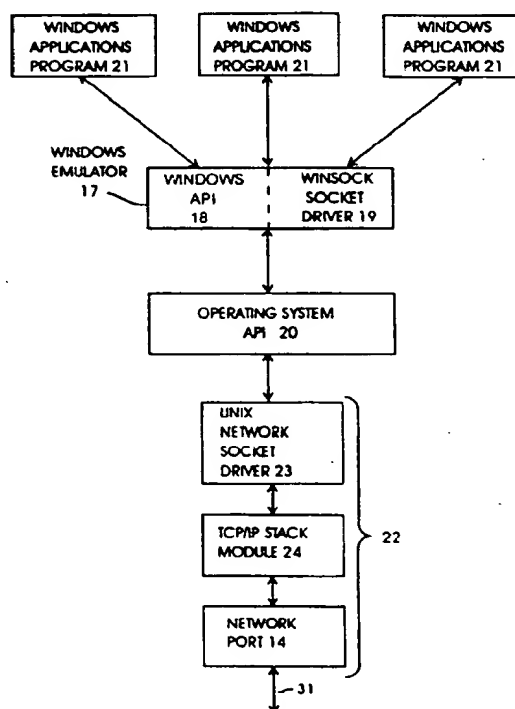 WINDOWS
APPLICATIONS
PROGRAM 21
WINDOWS
APPLICATIONS
PROGRAM 21
WINDOWS
APPLICATIONS
PROGRAM 21
WINDOWS
EMULATOR
17
WINDOWS
API
18
WINSOCK
SOCKET
DRIVER 19
OPERATING SYSTEM
API 20
UNIX
NETWORK
SOCKET
DRIVER 23
TCP/IP STACK
MODULE 24
22
NETWORK
PORT 14
31